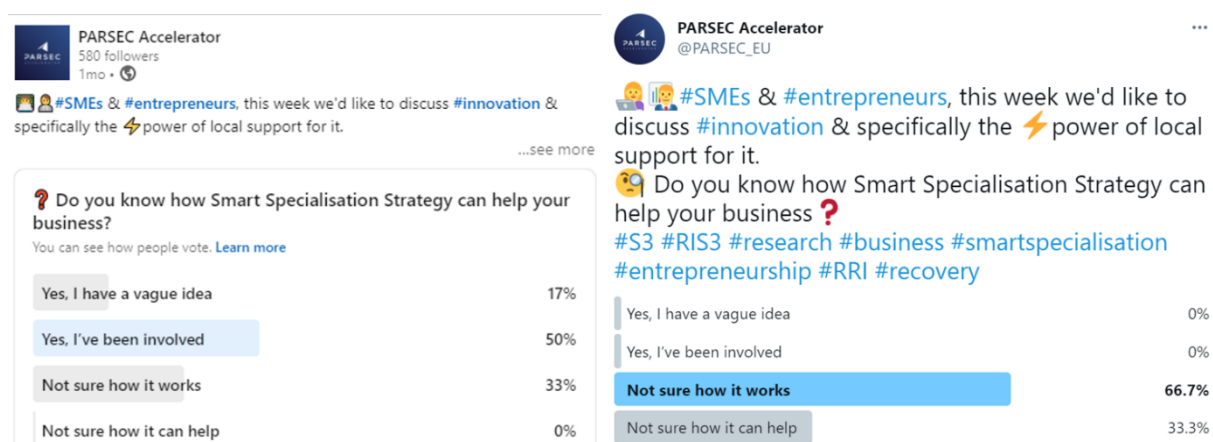 PARSEC
ACCELERATOR
PARSEC Accelerator
580 followers
1mo •
#SMEs & #entrepreneurs, this week we'd like to discuss #innovation &
specifically the ⚡power of local support for it.
...see more
❓ Do you know how Smart Specialisation Strategy can help your
business?
You can see how people vote. Learn more
Yes, I have a vague idea 17%
Yes, I've been involved 50%
Not sure how it works 33%
Not sure how it can help 0%
PARSEC
ACCELERATOR
PARSEC Accelerator
@PARSEC_EU
#SMEs & #entrepreneurs, this week we'd like to
discuss #innovation & specifically the ⚡power of local
support for it.
🧐 Do you know how Smart Specialisation Strategy can
help your business❓
#S3 #RIS3 #research #business #smartspecialisation
#entrepreneurship #RRI #recovery
Yes, I have a vague idea 0%
Yes, I've been involved 0%
Not sure how it works 66.7%
Not sure how it can help 33.3%